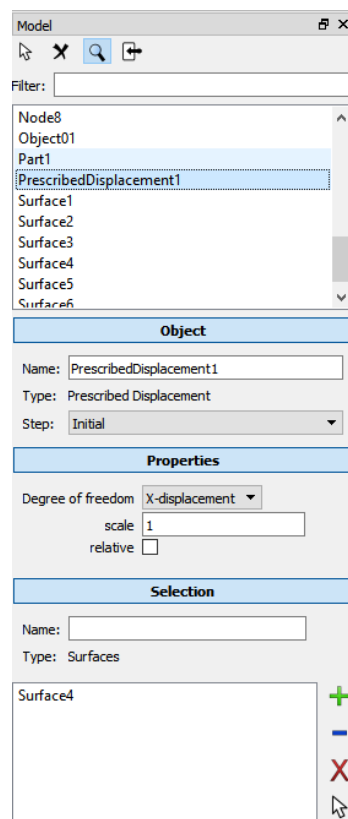 Model
Filter:
Node8
Object01
Part1
PrescribedDisplacement1
Surface1
Surface2
Surface3
Surface4
Surface5
Surface6
Object
Name: PrescribedDisplacement1
Type: Prescribed Displacement
Step: Initial
Properties
Degree of freedom X-displacement
scale 1
relative
Selection
Name:
Type: Surfaces
Surface4